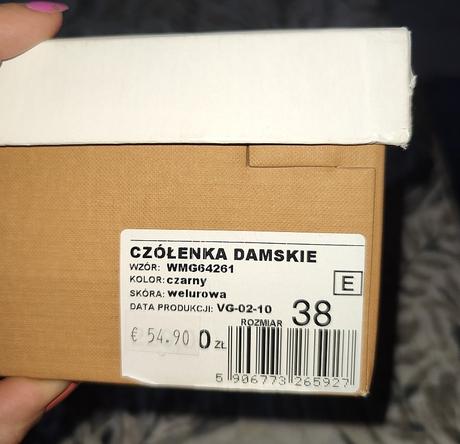 CZÓŁENKA DAMSKIE
WZÓR: WMG64261
KOLOR: czarny
SKÓRA: welurowa
DATA PRODUKCJI: VG-02-10
E
ROZMIAR 38
€ 54.90 0 ZŁ
5 906773 265927